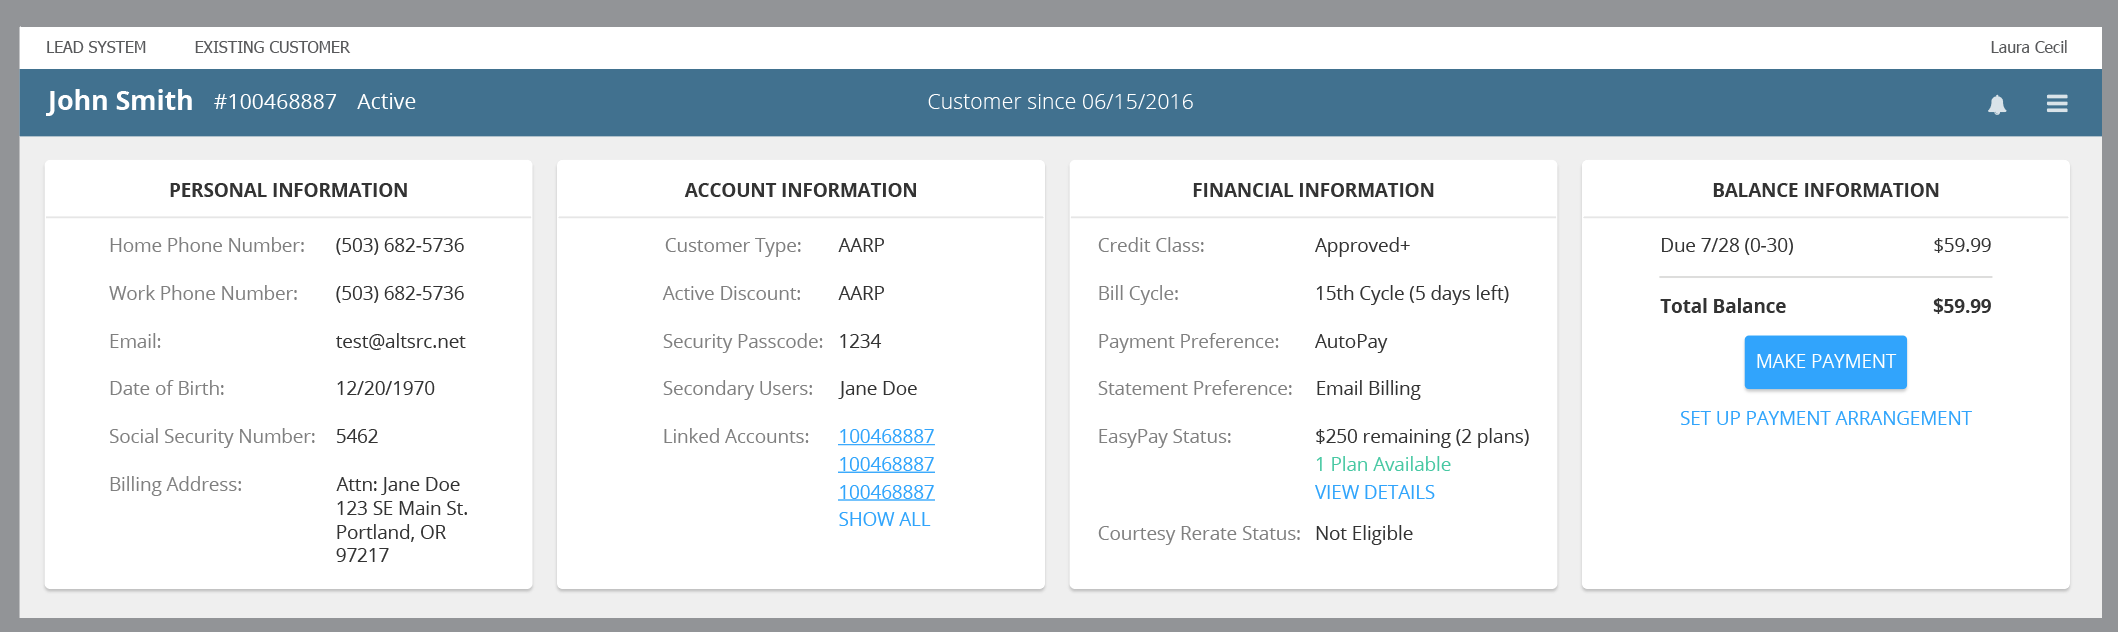 LEAD SYSTEM EXISTING CUSTOMER Laura Cecil
John Smith #100468887 Active Customer since 06/15/2016
PERSONAL INFORMATION
Home Phone Number: (503) 682-5736
Work Phone Number: (503) 682-5736
Email: test@altsrc.net
Date of Birth: 12/20/1970
Social Security Number: 5462
Billing Address: Attn: Jane Doe
123 SE Main St.
Portland, OR
97217
ACCOUNT INFORMATION
Customer Type: AARP
Active Discount: AARP
Security Passcode: 1234
Secondary Users: Jane Doe
Linked Accounts: 100468887
100468887
100468887
SHOW ALL
FINANCIAL INFORMATION
Credit Class: Approved+
Bill Cycle: 15th Cycle (5 days left)
Payment Preference: AutoPay
Statement Preference: Email Billing
EasyPay Status: $250 remaining (2 plans)
1 Plan Available
VIEW DETAILS
Courtesy Rerate Status: Not Eligible
BALANCE INFORMATION
Due 7/28 (0-30) $59.99
Total Balance $59.99
MAKE PAYMENT
SET UP PAYMENT ARRANGEMENT